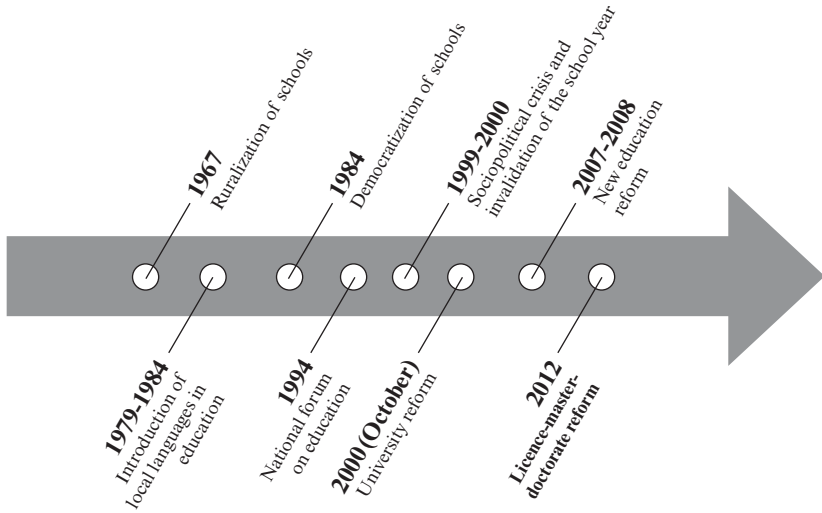 1967
Ruralization of schools
1984
Democratization of schools
1999-2000
Sociopolitical crisis and
invalidation of the school year
2007-2008
New education
reform
1979-1984
Introduction of
local languages in
education
1994
National forum
on education
2000 (October)
University reform
2012
Licence-master-
doctorate reform